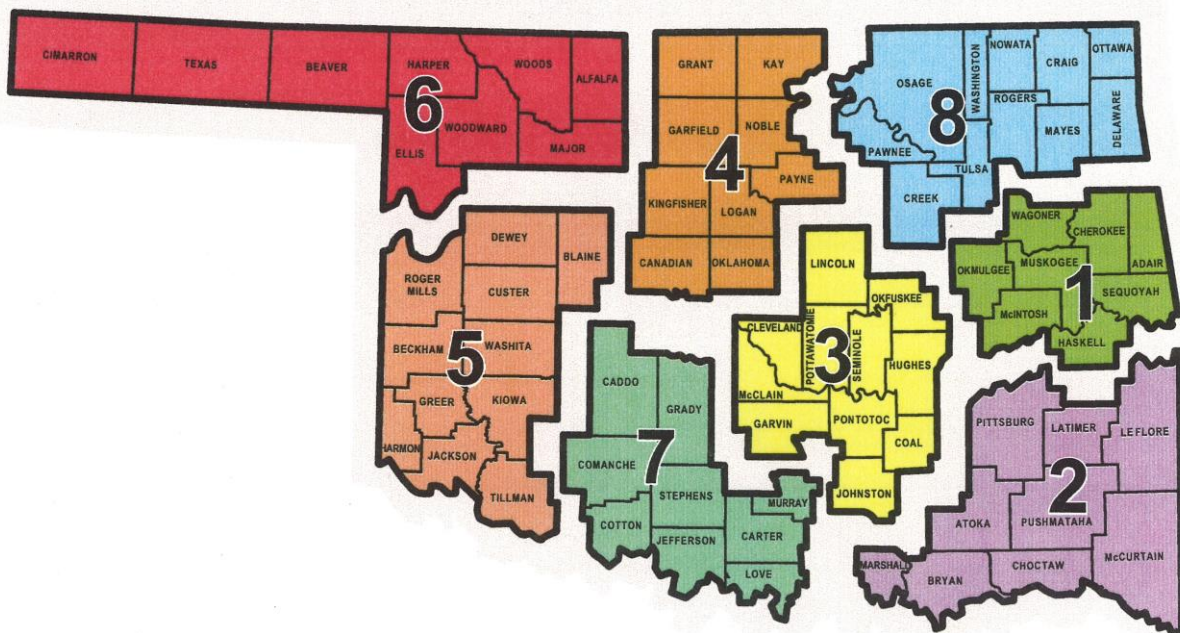 CIMARRON
TEXAS
BEAVER
HARPER
WOODS
ALFALFA
6
WOODWARD
ELLIS
MAJOR
GRANT
KAY
GARFIELD
NOBLE
4
PAYNE
KINGFISHER
LOGAN
CANADIAN
OKLAHOMA
OSAGE
WASHINGTON
NOWATA
CRAIG
OTTAWA
ROGERS
8
MAYES
DELAWARE
PAWNEE
TULSA
CREEK
WAGONER
CHEROKEE
OKMULGEE
MUSKOGEE
ADAIR
1
SEQUOYAH
McINTOSH
HASKELL
DEWEY
BLAINE
ROGER
MILLS
CUSTER
BECKHAM
5
WASHITA
GREER
KIOWA
HARMON
JACKSON
TILLMAN
LINCOLN
OKFUSKEE
CLEVELAND
POTTAWATOMIE
3
SEMINOLE
HUGHES
McCLAIN
GARVIN
PONTOTOC
COAL
JOHNSTON
CADDO
GRADY
7
COMANCHE
STEPHENS
MURRAY
COTTON
JEFFERSON
CARTER
LOVE
PITTSBURG
LATIMER
LE FLORE
2
ATOKA
PUSHMATAHA
McCURTAIN
MARSHALL
BRYAN
CHOCTAW